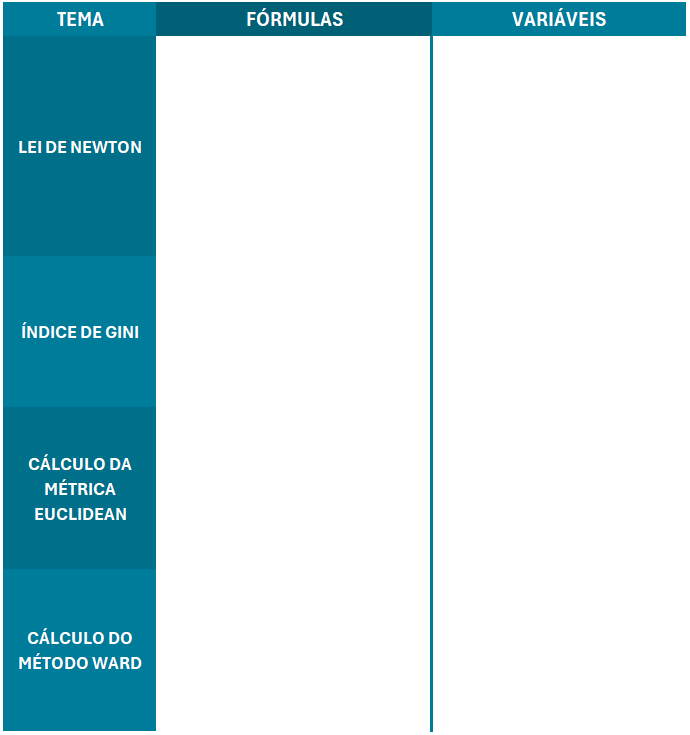 TEMA
FÓRMULAS
VARIÁVEIS
LEI DE NEWTON
ÍNDICE DE GINI
CÁLCULO DA
MÉTRICA
EUCLIDEAN
CÁLCULO DO
MÉTODO WARD